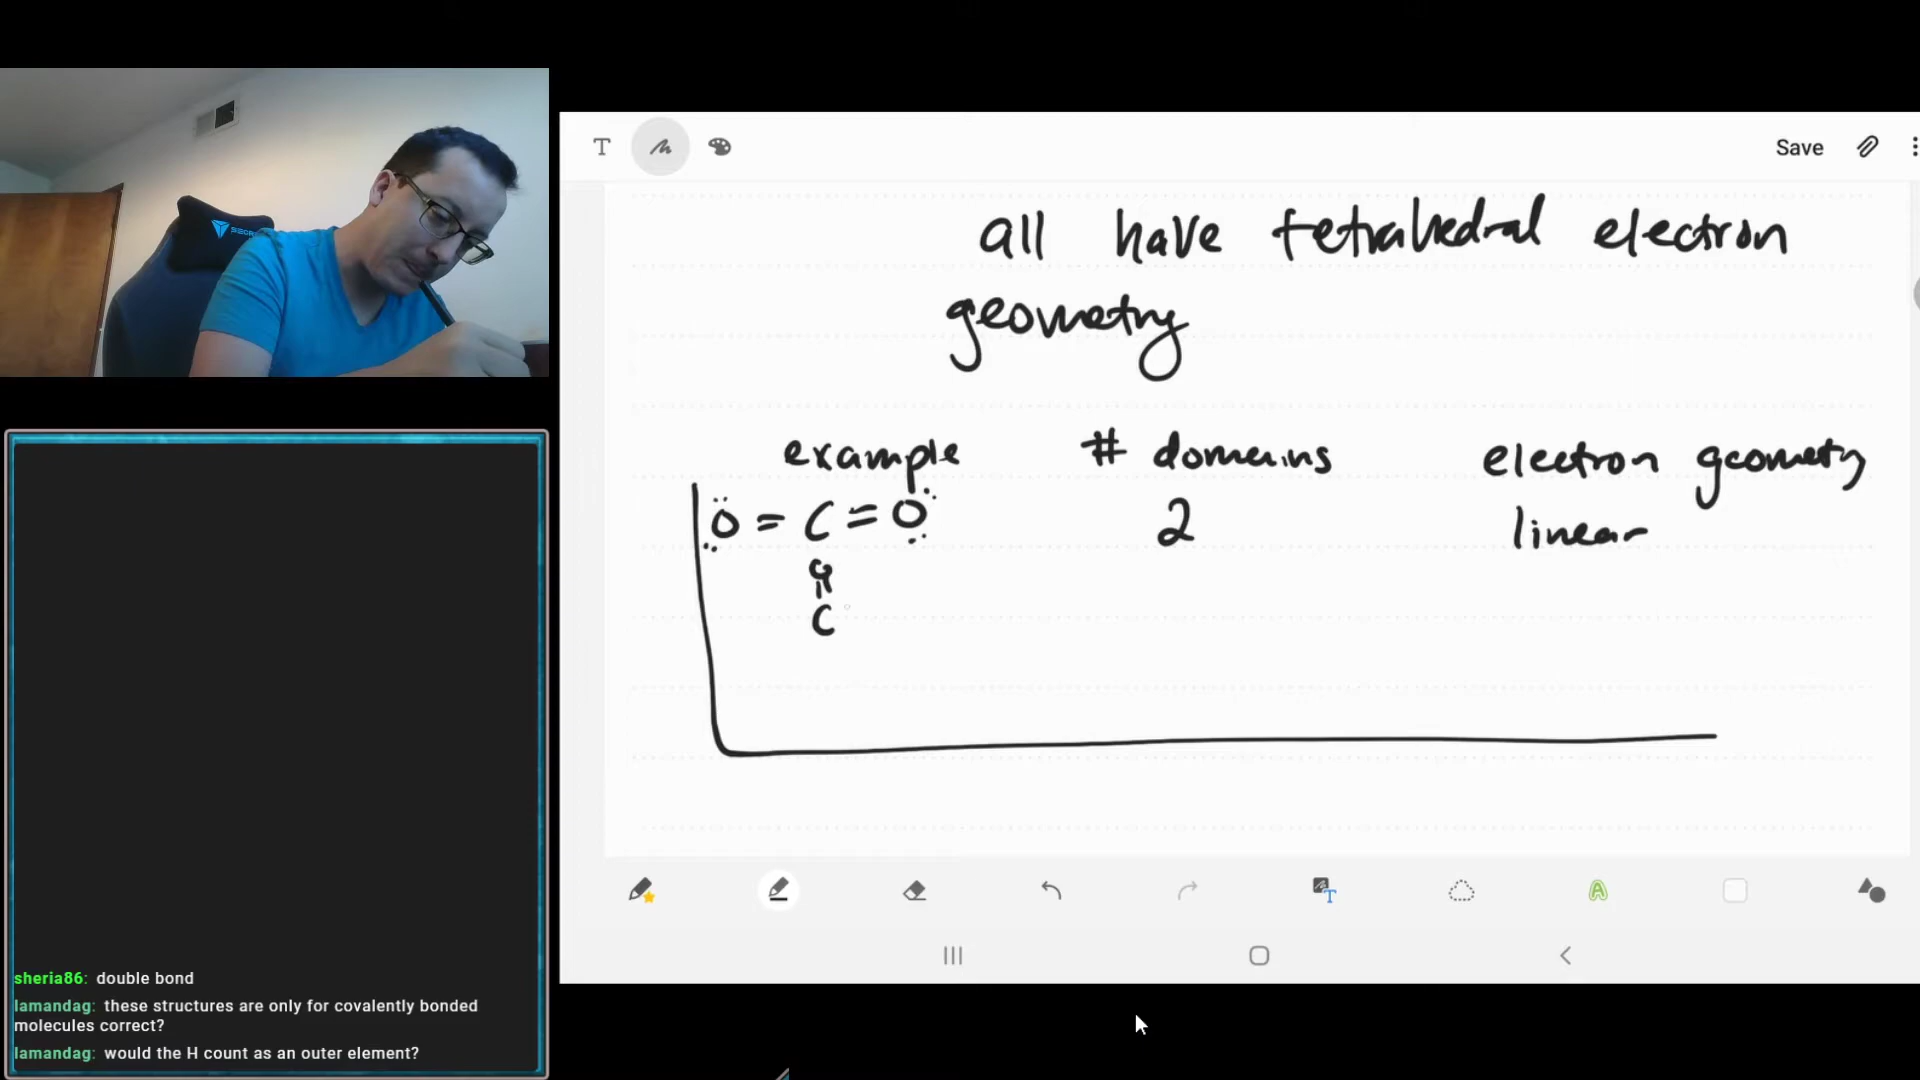 Save
all have tetrahedral electron
geometry
example # domains electron geometry
O = C = O 2 linear
C
sheria86: double bond
lamandag: these structures are only for covalently bonded
molecules correct?
lamandag: would the H count as an outer element?